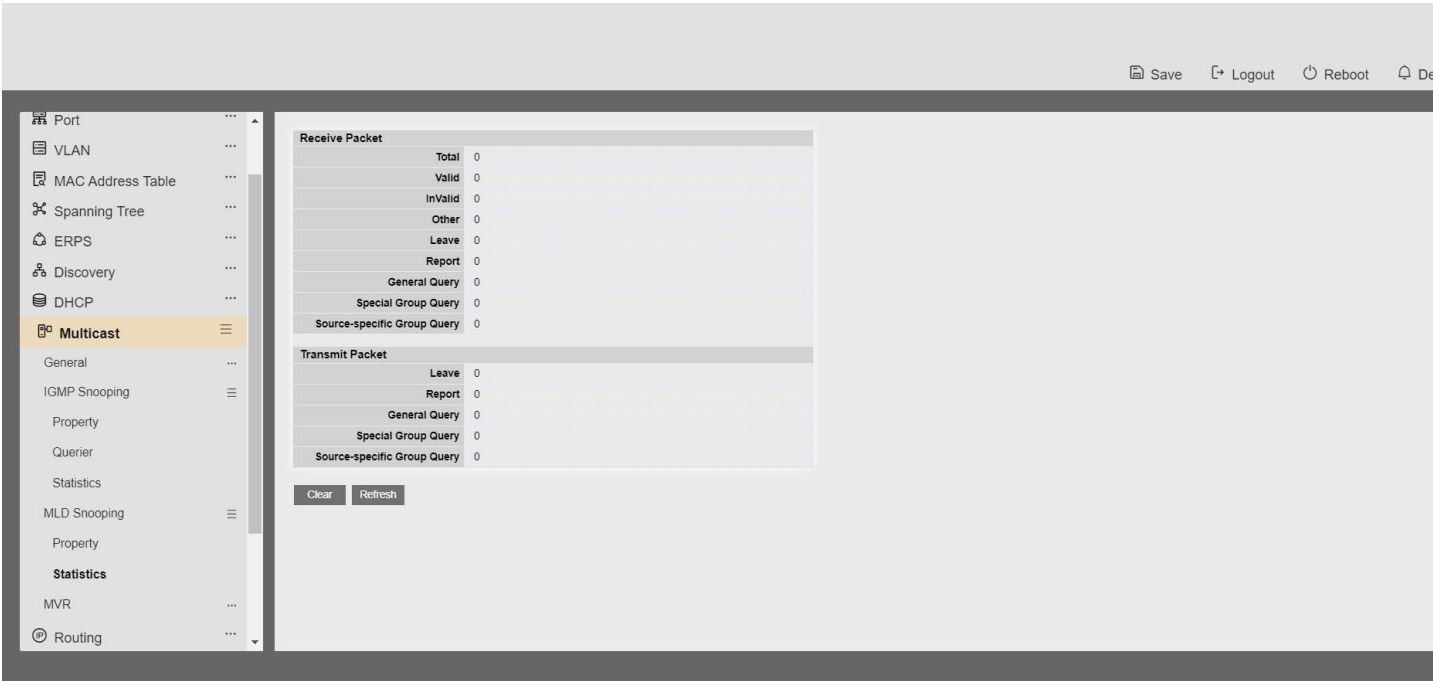 Save Logout Reboot De
Port ...
VLAN ...
MAC Address Table ...
Spanning Tree ...
ERPS ...
Discovery ...
DHCP ...
Multicast
General ...
IGMP Snooping
Property
Querier
Statistics
MLD Snooping
Property
Statistics
MVR ...
IP Routing ...
Receive Packet
Total 0
Valid 0
InValid 0
Other 0
Leave 0
Report 0
General Query 0
Special Group Query 0
Source-specific Group Query 0
Transmit Packet
Leave 0
Report 0
General Query 0
Special Group Query 0
Source-specific Group Query 0
Clear Refresh